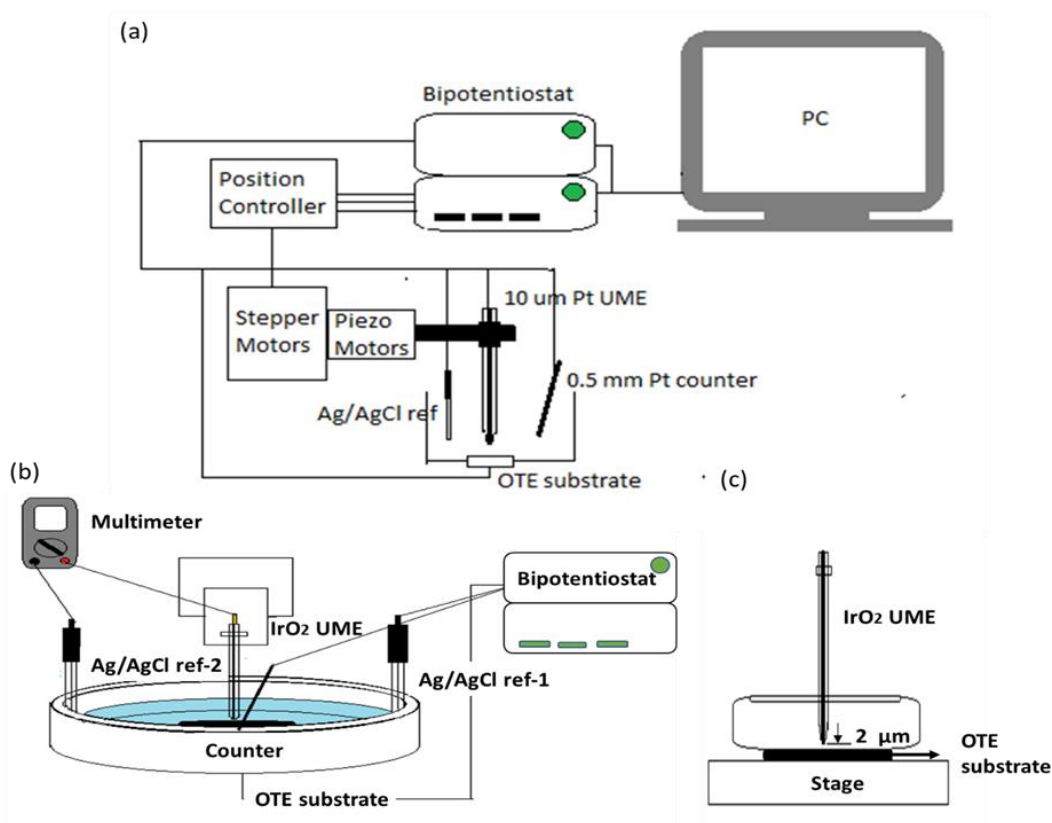 (a)
Bipotentiostat
PC
Position
Controller
10 um Pt UME
Stepper
Motors
Piezo
Motors
0.5 mm Pt counter
Ag/AgCl ref
OTE substrate
(b)
Multimeter
Bipotentiostat
IrO2 UME
Ag/AgCl ref-2
Ag/AgCl ref-1
Counter
OTE substrate
(c)
IrO2 UME
2 µm
OTE
substrate
Stage